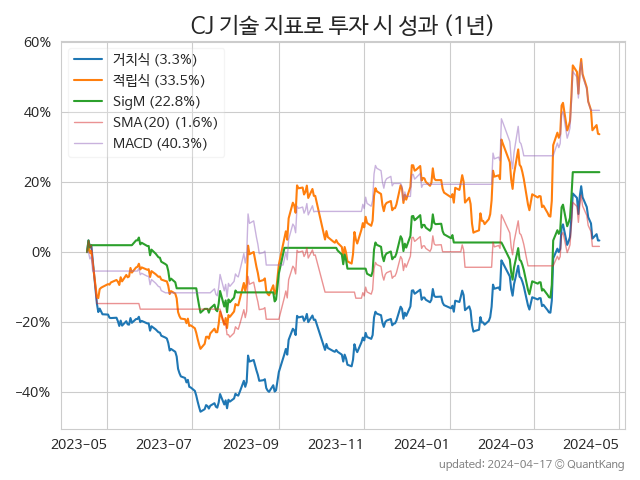 CJ 기술 지표로 투자 시 성과 (1년)
60%
40%
20%
0%
−20%
−40%
거치식 (3.3%)
적립식 (33.5%)
SigM (22.8%)
SMA(20) (1.6%)
MACD (40.3%)
2023-05 2023-07 2023-09 2023-11 2024-01 2024-03 2024-05
updated: 2024-04-17 © QuantKang